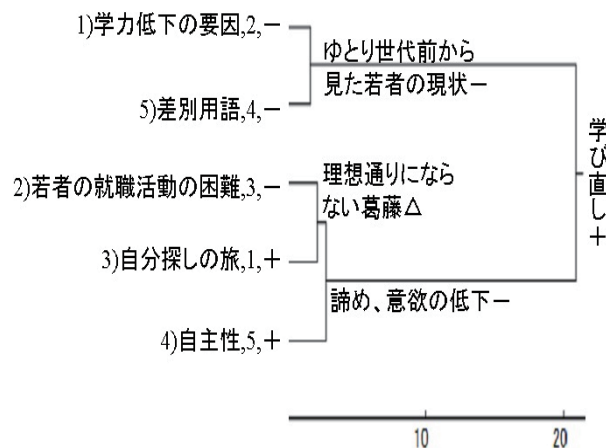 1)学力低下の要因,2,－
ゆとり世代前から
見た若者の現状－
5)差別用語,4,－
学び直し＋
2)若者の就職活動の困難,3,－
理想通りになら
ない葛藤△
3)自分探しの旅,1,＋
諦め、意欲の低下－
4)自主性,5,＋
10
20